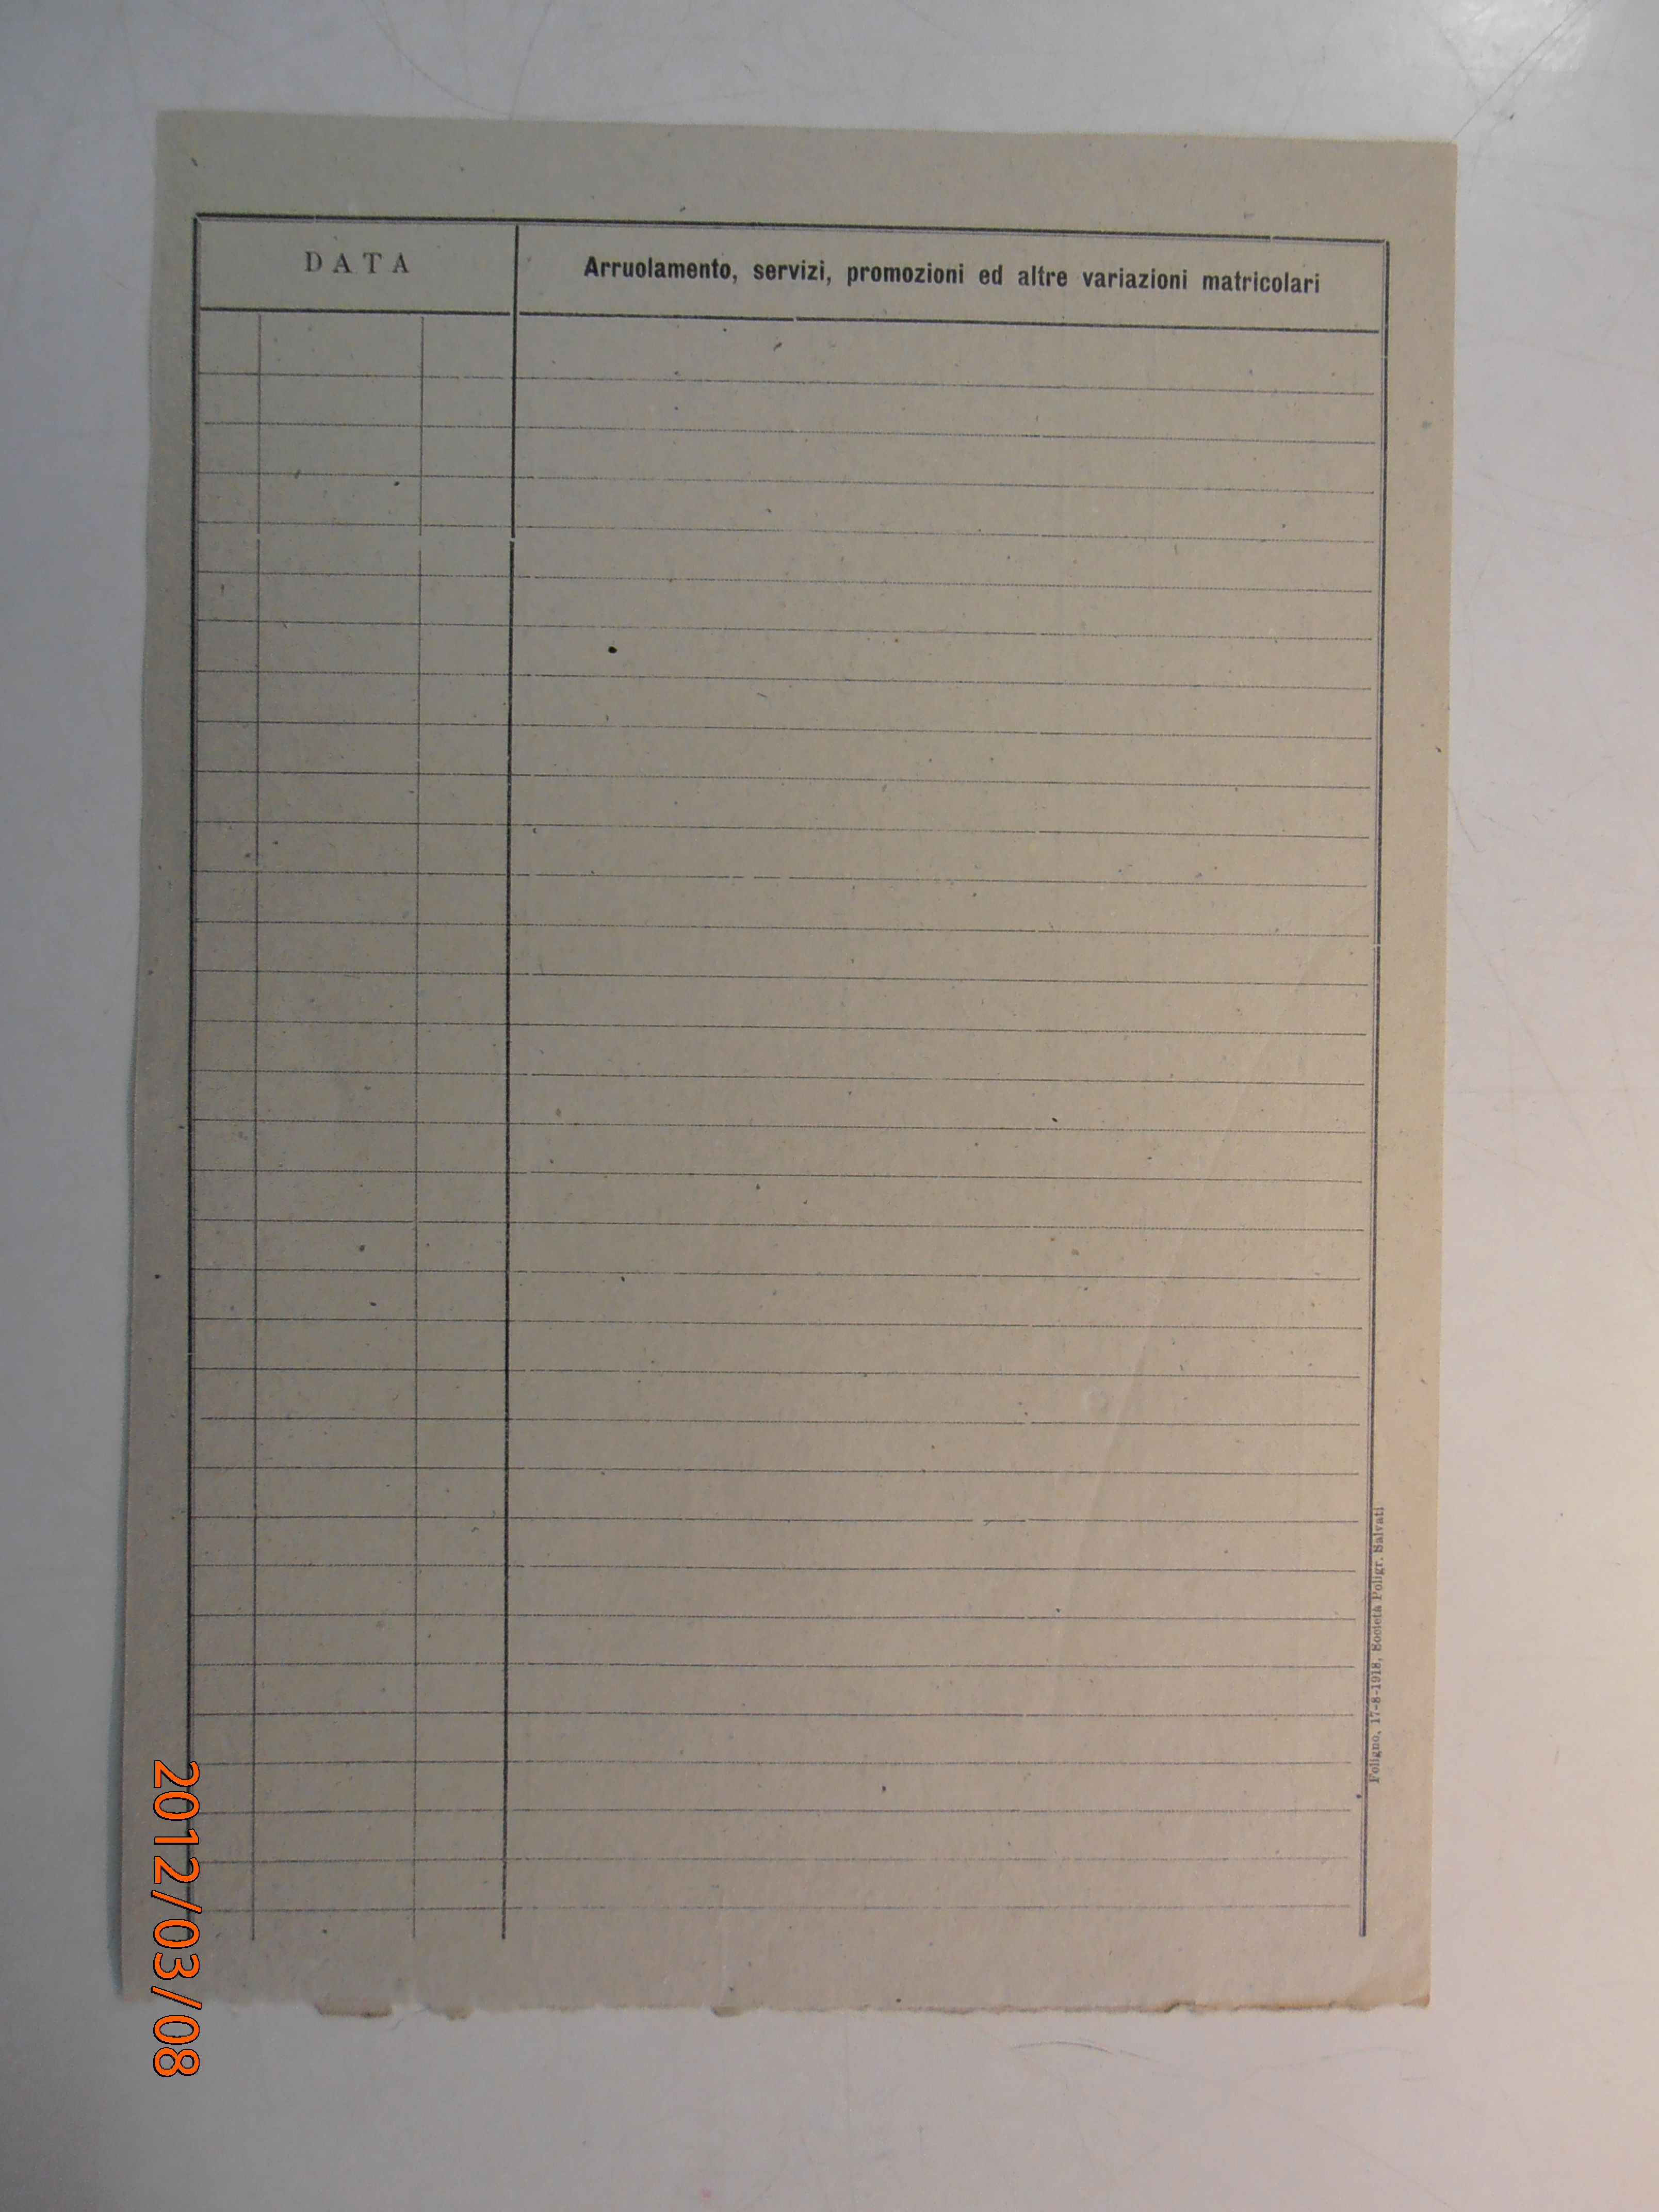 DATA
Arruolamento, servizi, promozioni ed altre variazioni matricolari
Foligno, 17-8-1918, Società Poligr. Salvati
2012/03/08